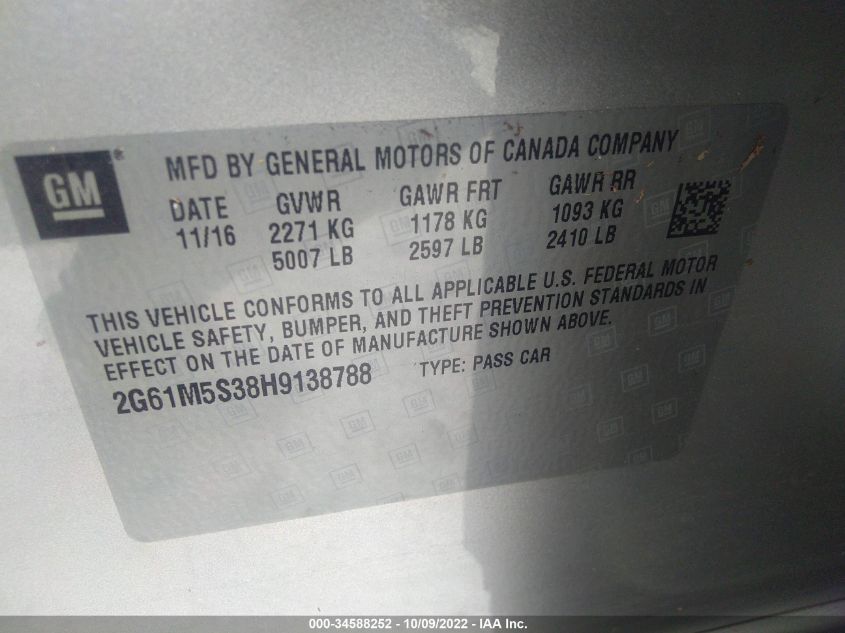 GM
MFD BY GENERAL MOTORS OF CANADA COMPANY
DATE GVWR GAWR FRT GAWR RR
11/16 2271 KG 1178 KG 1093 KG
5007 LB 2597 LB 2410 LB
THIS VEHICLE CONFORMS TO ALL APPLICABLE U.S. FEDERAL MOTOR
VEHICLE SAFETY, BUMPER, AND THEFT PREVENTION STANDARDS IN
EFFECT ON THE DATE OF MANUFACTURE SHOWN ABOVE.
2G61M5S38H9138788 TYPE: PASS CAR
000-34588252 - 10/09/2022 - IAA Inc.